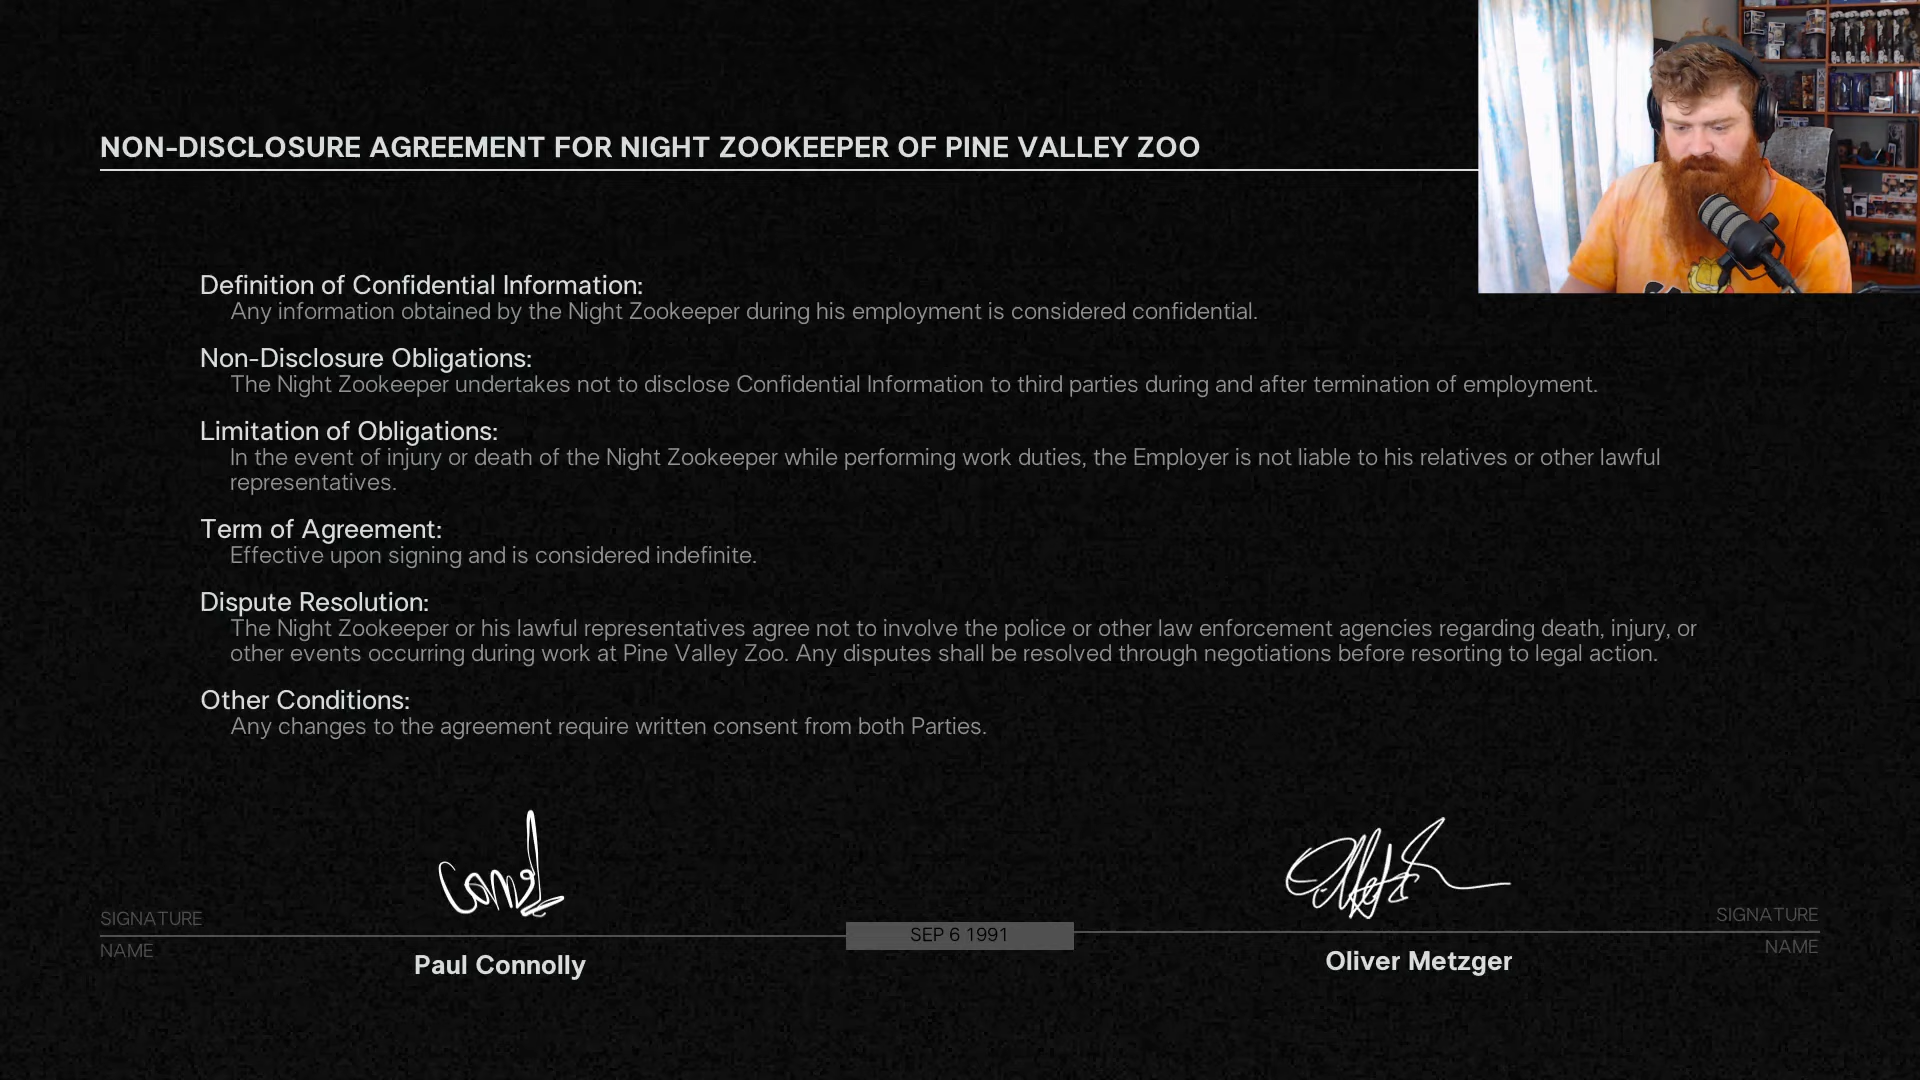 NON-DISCLOSURE AGREEMENT FOR NIGHT ZOOKEEPER OF PINE VALLEY ZOO
Definition of Confidential Information:
Any information obtained by the Night Zookeeper during his employment is considered confidential.
Non-Disclosure Obligations:
The Night Zookeeper undertakes not to disclose Confidential Information to third parties during and after termination of employment.
Limitation of Obligations:
In the event of injury or death of the Night Zookeeper while performing work duties, the Employer is not liable to his relatives or other lawful
representatives.
Term of Agreement:
Effective upon signing and is considered indefinite.
Dispute Resolution:
The Night Zookeeper or his lawful representatives agree not to involve the police or other law enforcement agencies regarding death, injury, or
other events occurring during work at Pine Valley Zoo. Any disputes shall be resolved through negotiations before resorting to legal action.
Other Conditions:
Any changes to the agreement require written consent from both Parties.
SIGNATURE
NAME
Paul Connolly
SEP 6 1991
SIGNATURE
NAME
Oliver Metzger